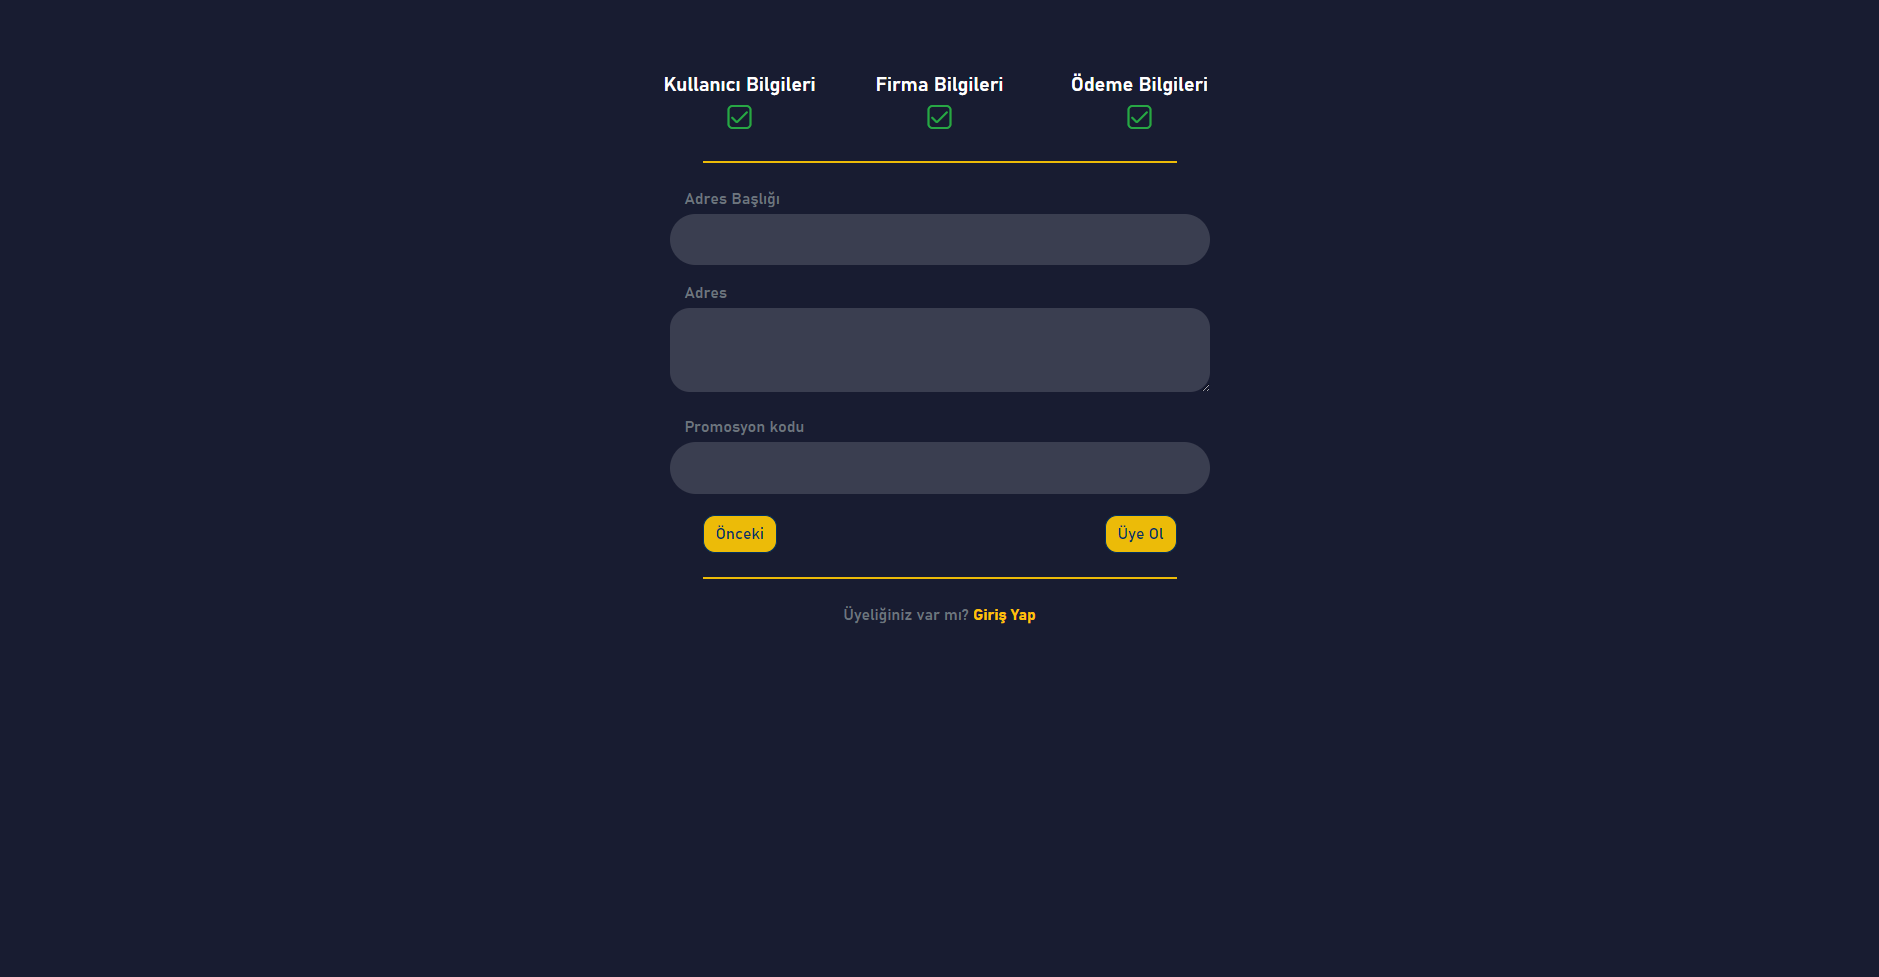 Kullanıcı Bilgileri Firma Bilgileri Ödeme Bilgileri
Adres Başlığı
Adres
Promosyon kodu
Önceki Üye Ol
Üyeliğiniz var mı? Giriş Yap